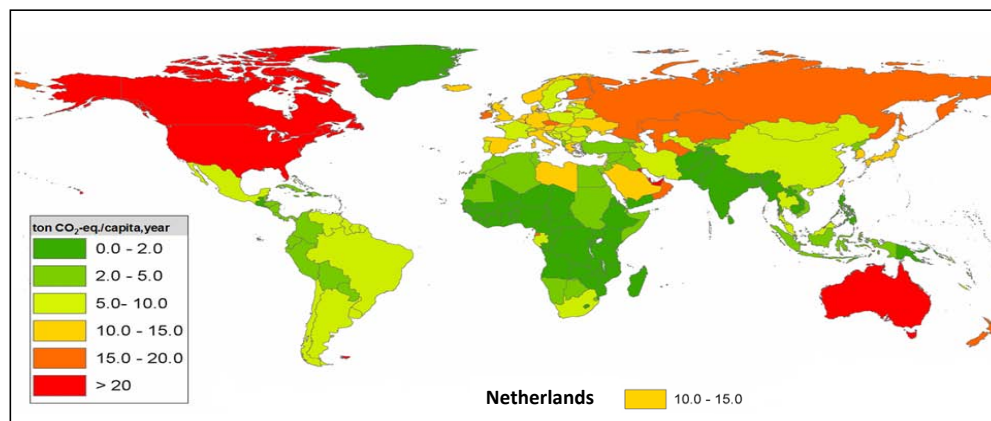 ton CO₂-eq./capita,year
0.0 - 2.0
2.0 - 5.0
5.0- 10.0
10.0 - 15.0
15.0 - 20.0
> 20
Netherlands 10.0 - 15.0